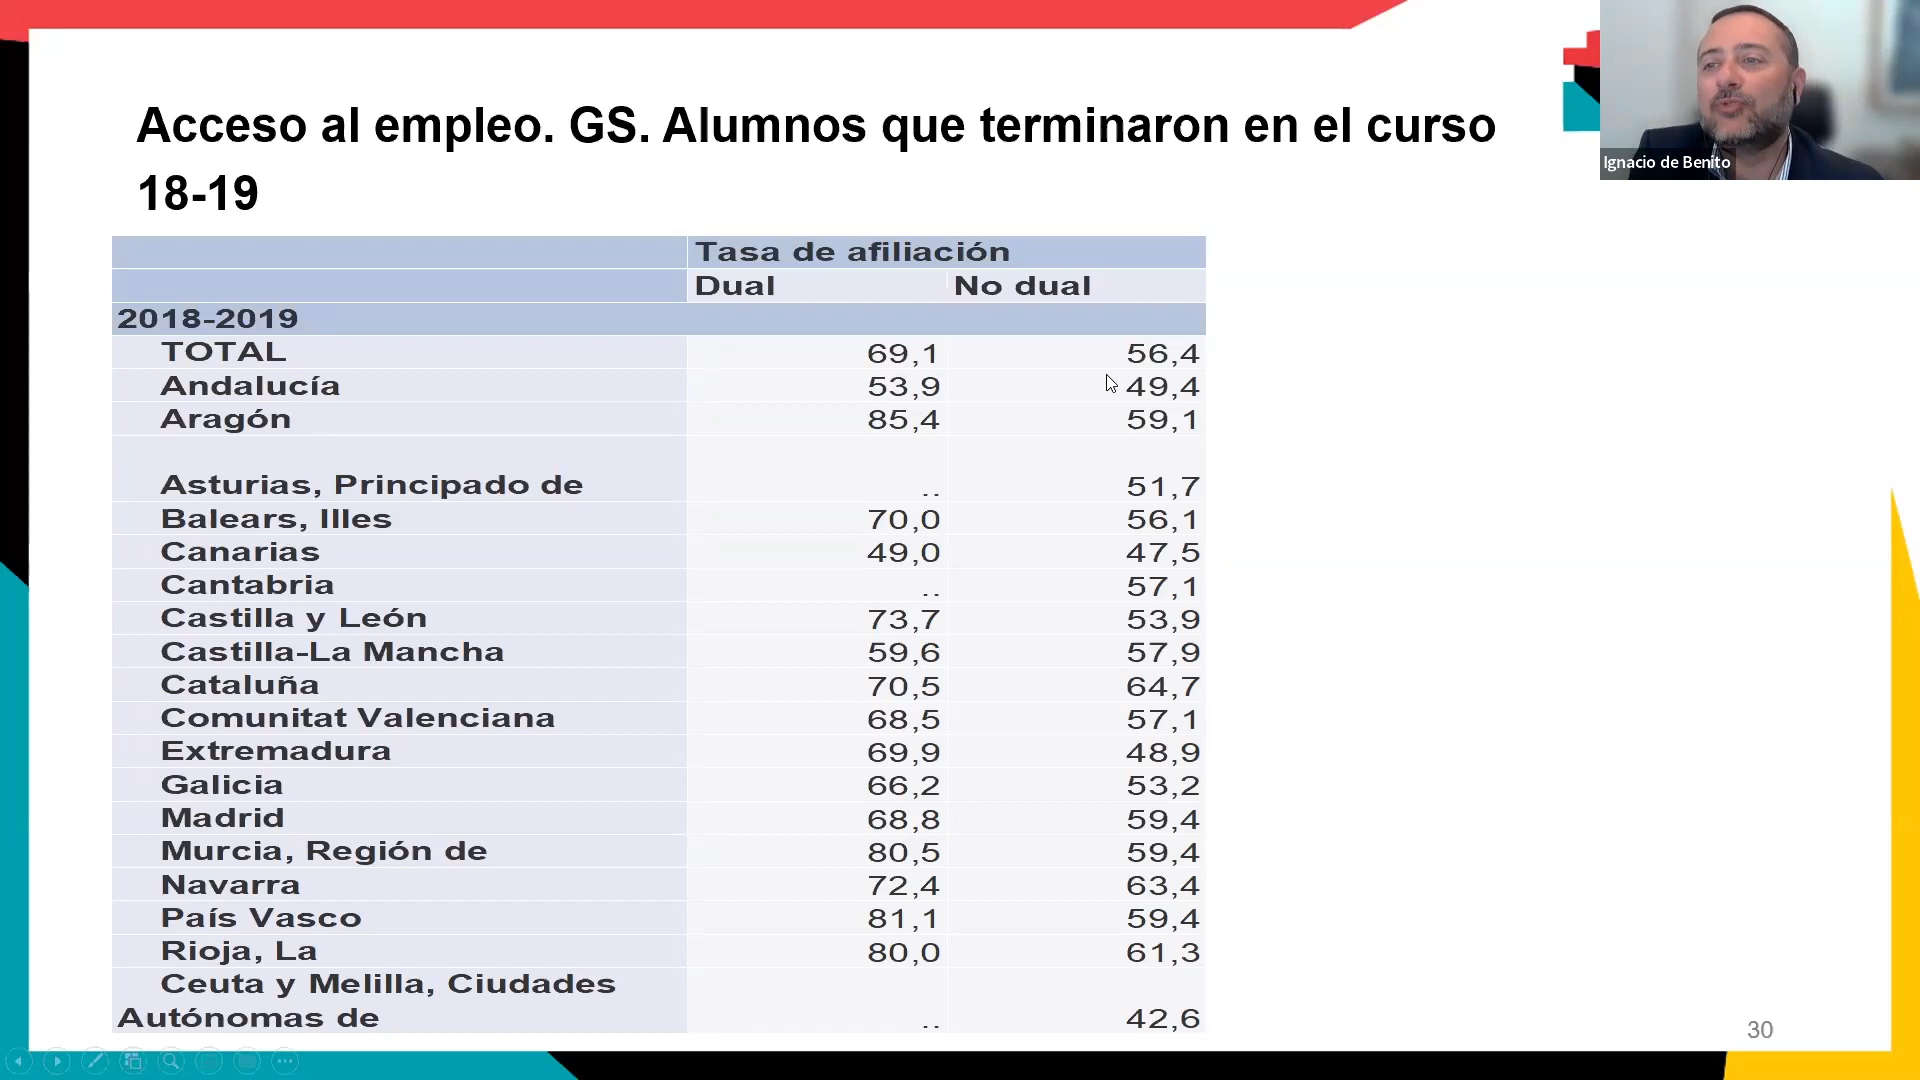 Acceso al empleo. GS. Alumnos que terminaron en el curso
18-19
Ignacio de Benito
Tasa de afiliación
Dual No dual
2018-2019
TOTAL 69,1 56,4
Andalucía 53,9 49,4
Aragón 85,4 59,1
Asturias, Principado de .. 51,7
Balears, Illes 70,0 56,1
Canarias 49,0 47,5
Cantabria .. 57,1
Castilla y León 73,7 53,9
Castilla-La Mancha 59,6 57,9
Cataluña 70,5 64,7
Comunitat Valenciana 68,5 57,1
Extremadura 69,9 48,9
Galicia 66,2 53,2
Madrid 68,8 59,4
Murcia, Región de 80,5 59,4
Navarra 72,4 63,4
País Vasco 81,1 59,4
Rioja, La 80,0 61,3
Ceuta y Melilla, Ciudades
Autónomas de .. 42,6
30